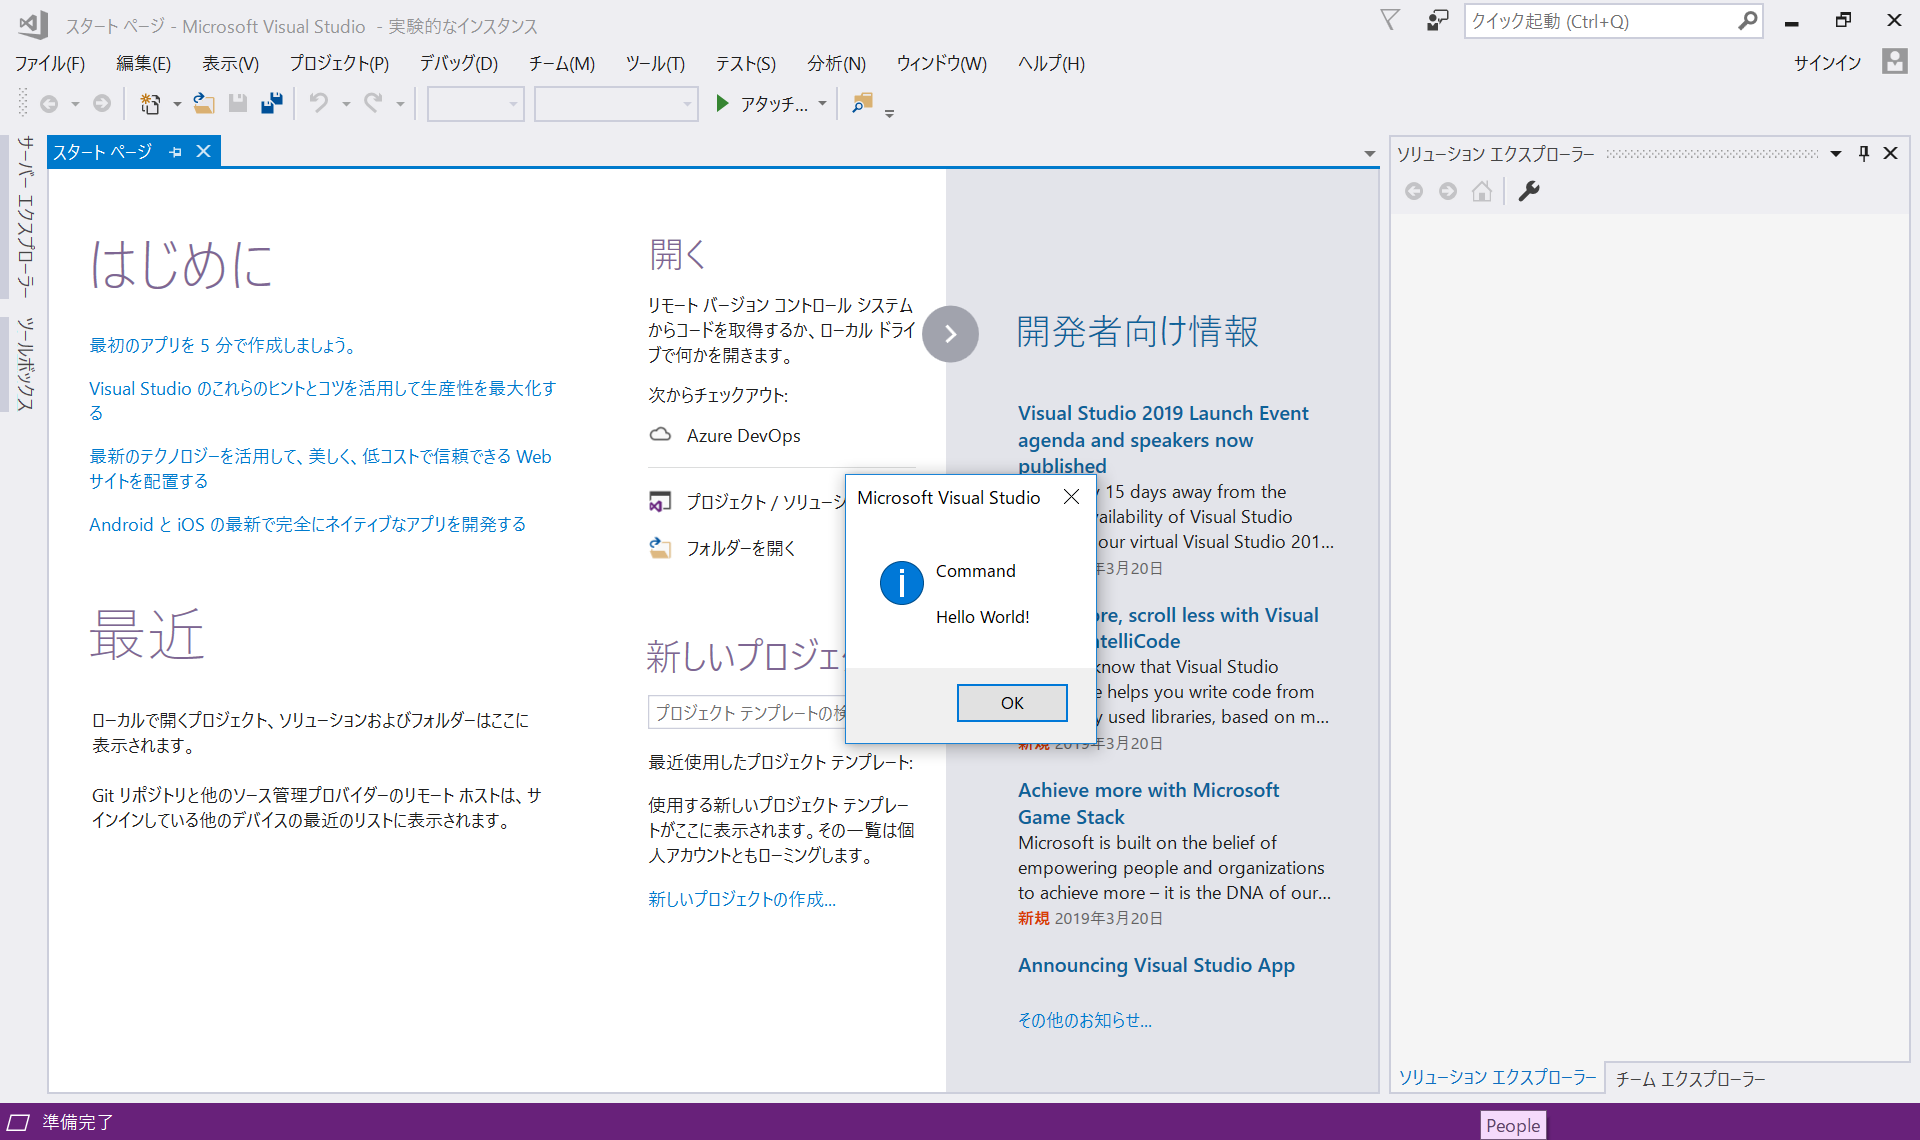 スタート ページ - Microsoft Visual Studio - 実験的なインスタンス
クイック起動 (Ctrl+Q)
ファイル(F) 編集(E) 表示(V) プロジェクト(P) デバッグ(D) チーム(M) ツール(T) テスト(S) 分析(N) ウィンドウ(W) ヘルプ(H)
サインイン
アタッチ...
サーバー エクスプローラー
ツールボックス
スタート ページ
はじめに
最初のアプリを 5 分で作成しましょう。
Visual Studio のこれらのヒントとコツを活用して生産性を最大化す
る
最新のテクノロジーを活用して、美しく、低コストで信頼できる Web
サイトを配置する
Android と iOS の最新で完全にネイティブなアプリを開発する
最近
ローカルで開くプロジェクト、ソリューションおよびフォルダーはここに
表示されます。
Git リポジトリと他のソース管理プロバイダーのリモート ホストは、サ
インインしている他のデバイスの最近のリストに表示されます。
開く
リモート バージョン コントロール システム
からコードを取得するか、ローカル ドライ
ブで何かを開きます。
次からチェックアウト:
Azure DevOps
プロジェクト / ソリューシ
フォルダーを開く
新しいプロジェ
プロジェクト テンプレートの検
最近使用したプロジェクト テンプレート:
使用する新しいプロジェクト テンプレー
トがここに表示されます。その一覧は個
人アカウントともローミングします。
新しいプロジェクトの作成...
Microsoft Visual Studio
Command
Hello World!
OK
開発者向け情報
Visual Studio 2019 Launch Event
agenda and speakers now
published
15 days away from the
ailability of Visual Studio
our virtual Visual Studio 201...
年3月20日
re, scroll less with Visual
telliCode
know that Visual Studio
e helps you write code from
y used libraries, based on m...
新規 2019年3月20日
Achieve more with Microsoft
Game Stack
Microsoft is built on the belief of
empowering people and organizations
to achieve more – it is the DNA of our...
新規 2019年3月20日
Announcing Visual Studio App
その他のお知らせ...
ソリューション エクスプローラー
ソリューション エクスプローラー チーム エクスプローラー
準備完了
People